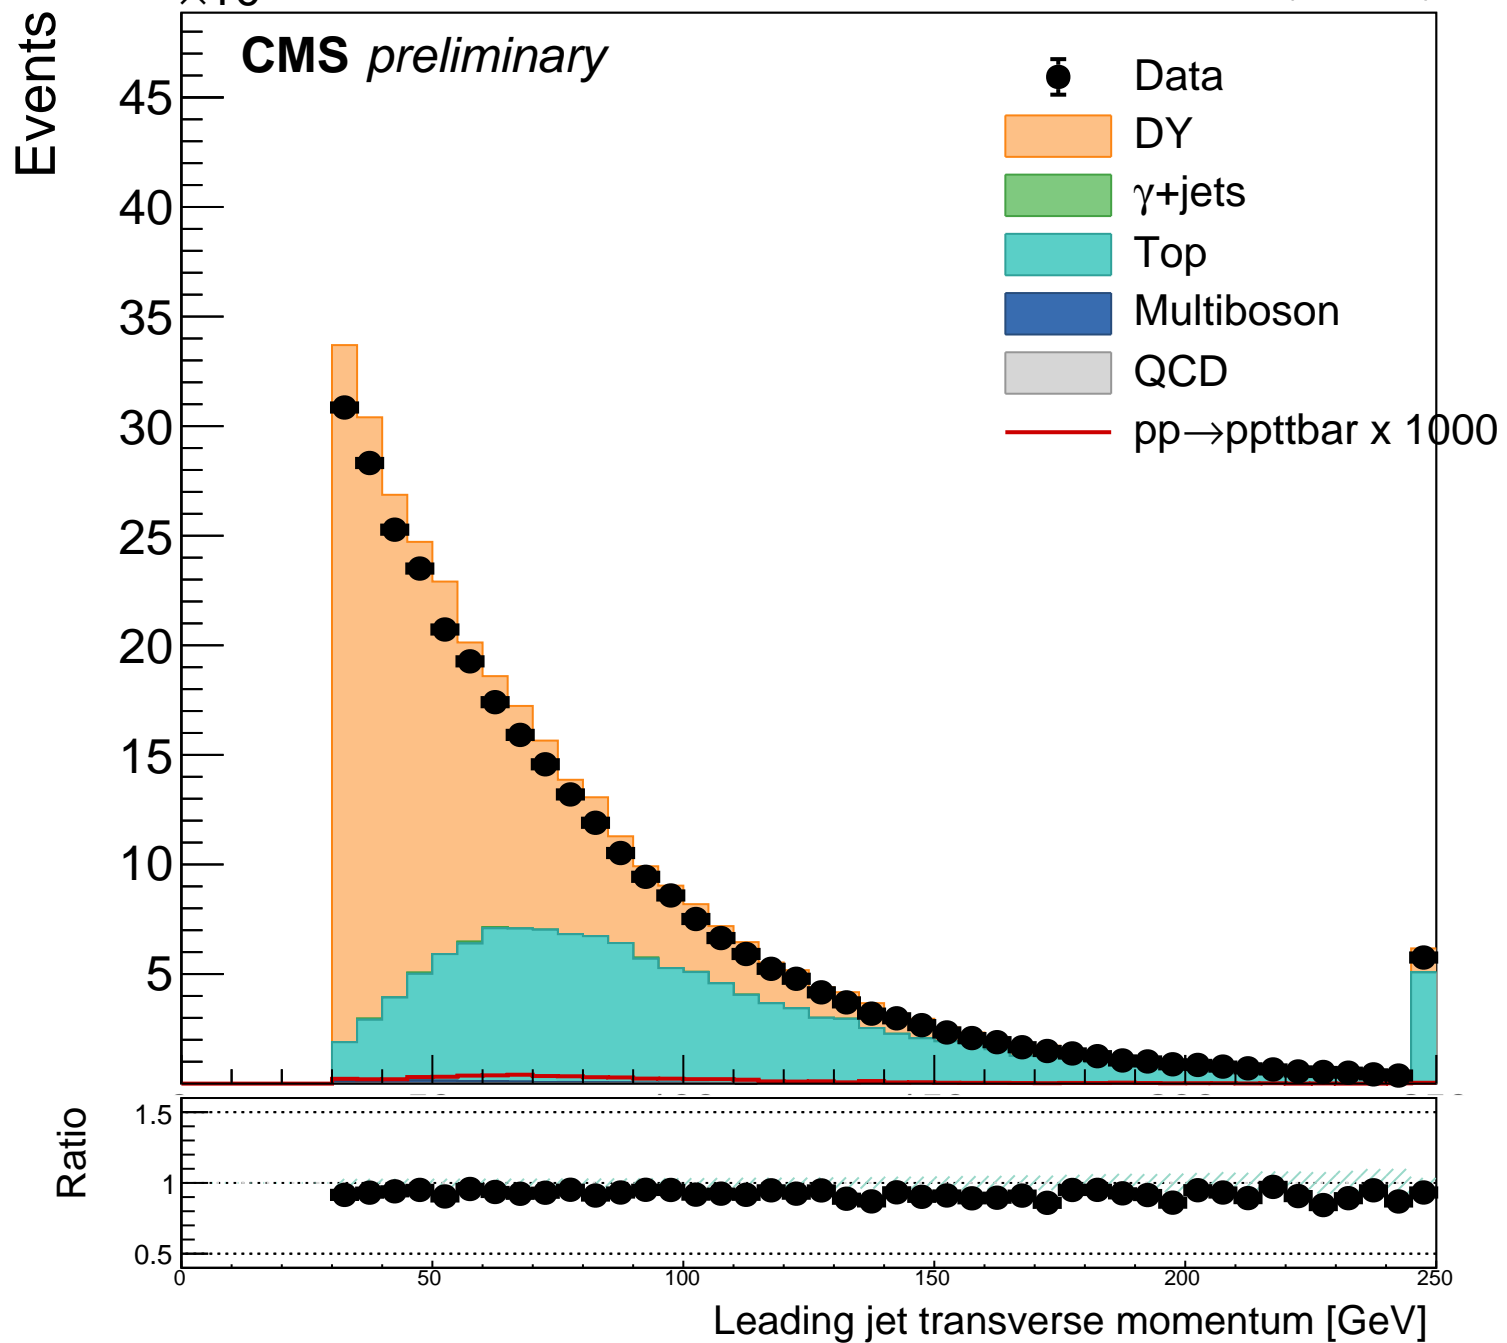 Events
CMS preliminary
Data
DY
γ+jets
Top
Multiboson
QCD
pp→ppttbar x 1000
45
40
35
30
25
20
15
10
5
Ratio
1.5
1
0.5
0 50 100 150 200 250
Leading jet transverse momentum [GeV]